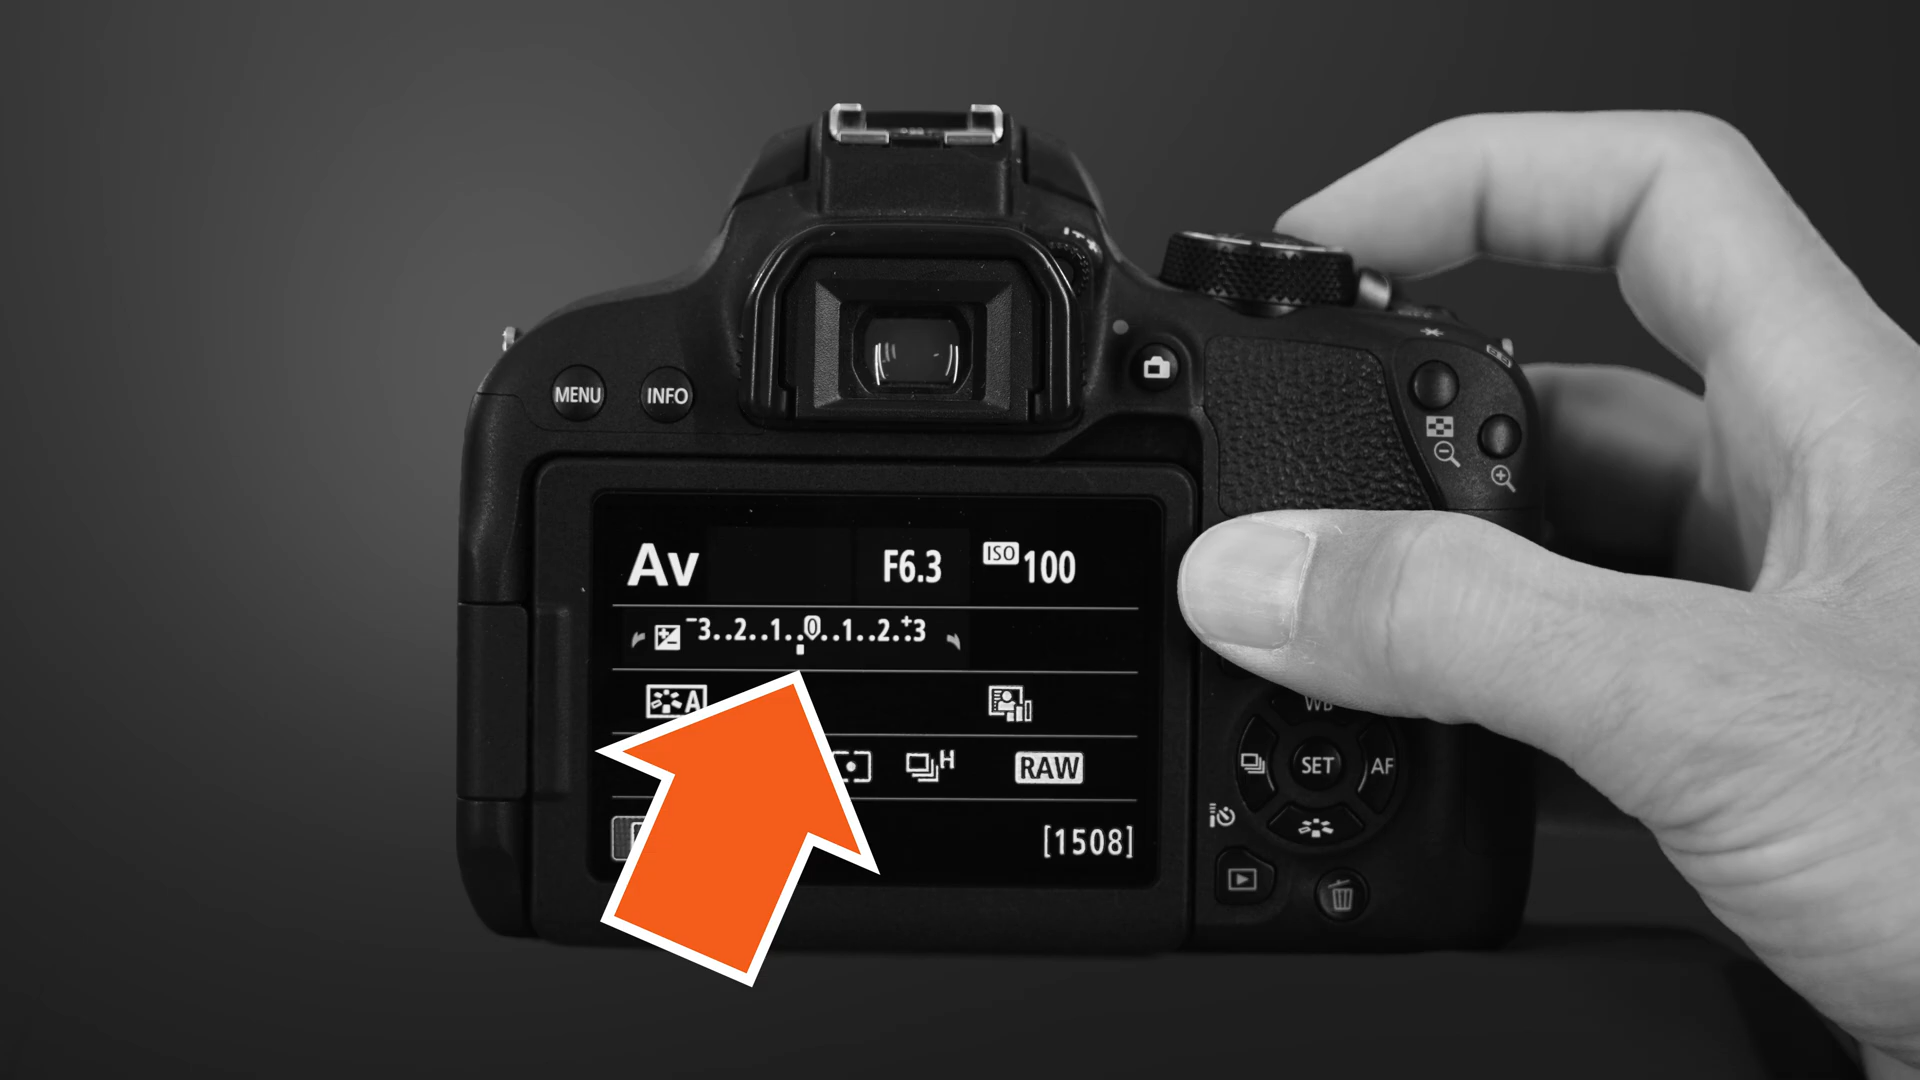 MENU
INFO
Av F6.3 ISO 100
-3..2..1..0..1..2..+3
A
H RAW
[1508]
WB
SET
AF